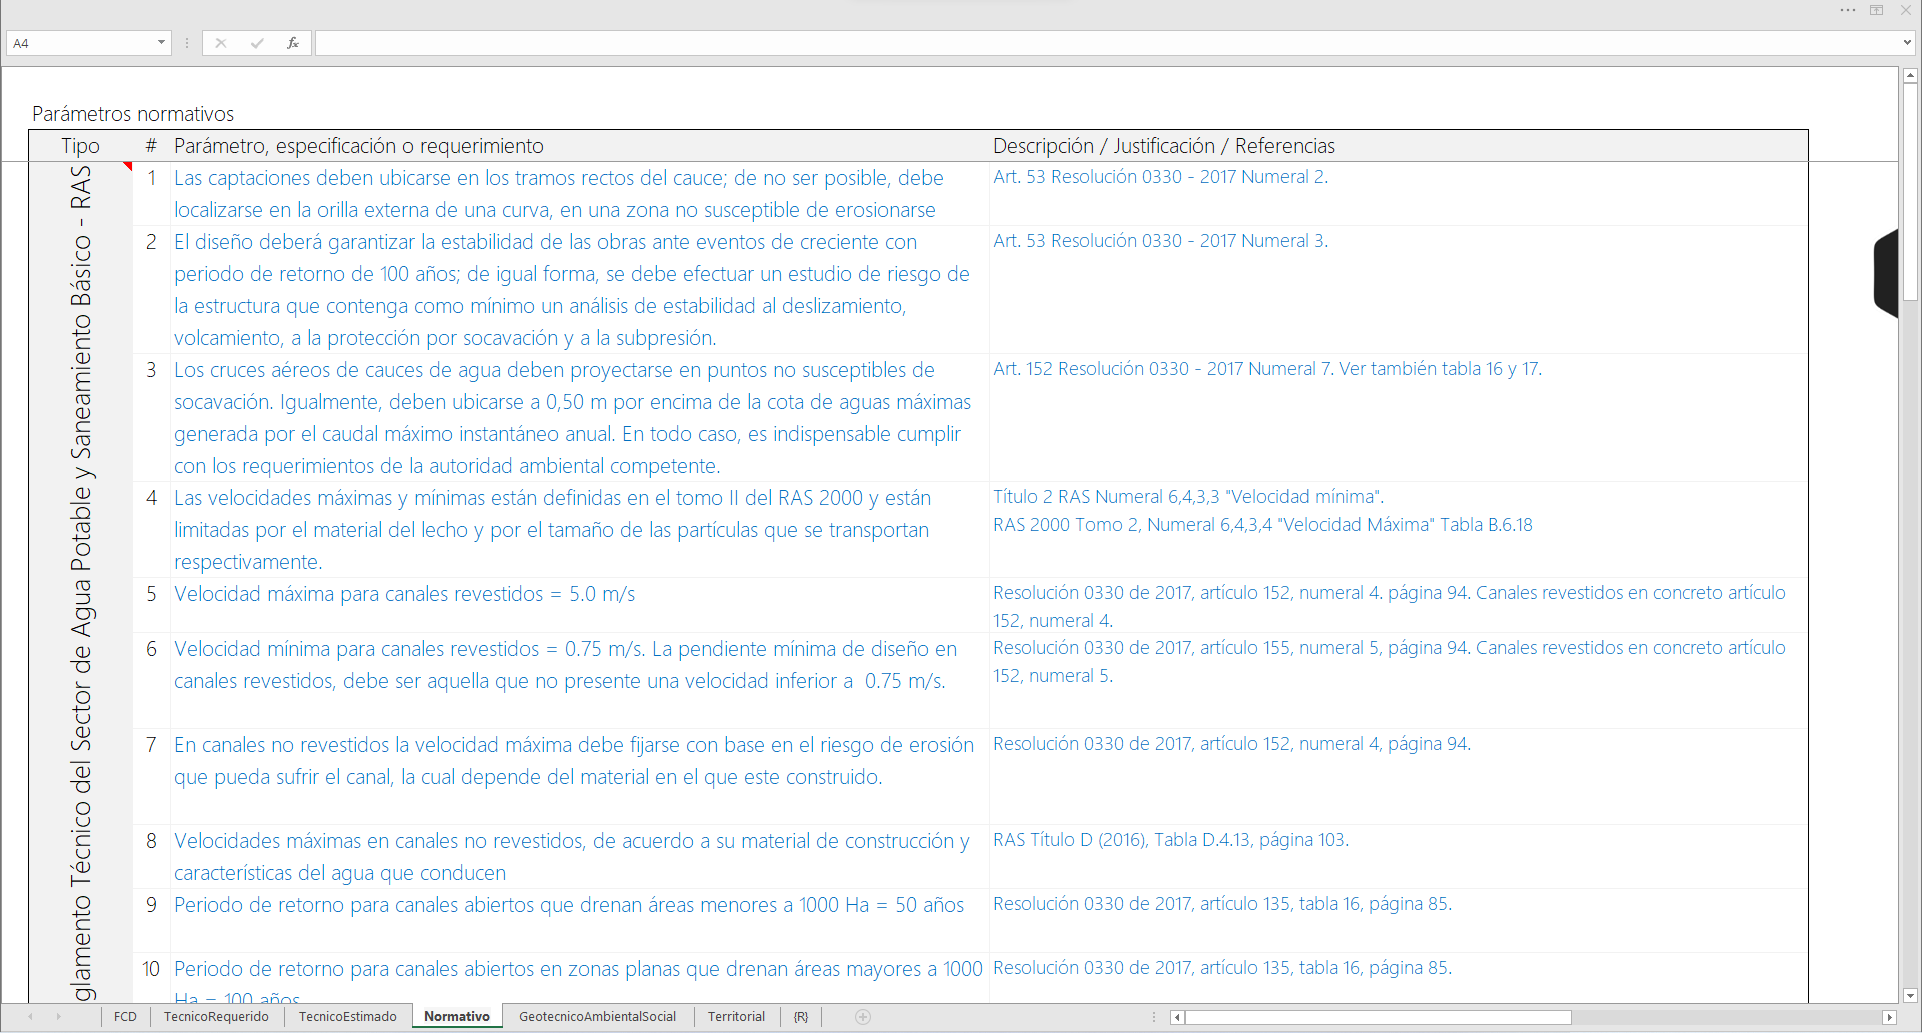 A4
fx
Parámetros normativos
Tipo # Parámetro, especificación o requerimiento Descripción / Justificación / Referencias
glamento Técnico del Sector de Agua Potable y Saneamiento Básico - RAS
1 Las captaciones deben ubicarse en los tramos rectos del cauce; de no ser posible, debe
localizarse en la orilla externa de una curva, en una zona no susceptible de erosionarse
Art. 53 Resolución 0330 - 2017 Numeral 2.
2 El diseño deberá garantizar la estabilidad de las obras ante eventos de creciente con
periodo de retorno de 100 años; de igual forma, se debe efectuar un estudio de riesgo de
la estructura que contenga como mínimo un análisis de estabilidad al deslizamiento,
volcamiento, a la protección por socavación y a la subpresión.
Art. 53 Resolución 0330 - 2017 Numeral 3.
3 Los cruces aéreos de cauces de agua deben proyectarse en puntos no susceptibles de
socavación. Igualmente, deben ubicarse a 0,50 m por encima de la cota de aguas máximas
generada por el caudal máximo instantáneo anual. En todo caso, es indispensable cumplir
con los requerimientos de la autoridad ambiental competente.
Art. 152 Resolución 0330 - 2017 Numeral 7. Ver también tabla 16 y 17.
4 Las velocidades máximas y mínimas están definidas en el tomo II del RAS 2000 y están
limitadas por el material del lecho y por el tamaño de las partículas que se transportan
respectivamente.
Título 2 RAS Numeral 6,4,3,3 "Velocidad mínima".
RAS 2000 Tomo 2, Numeral 6,4,3,4 "Velocidad Máxima" Tabla B.6.18
5 Velocidad máxima para canales revestidos = 5.0 m/s
Resolución 0330 de 2017, artículo 152, numeral 4. página 94. Canales revestidos en concreto artículo
152, numeral 4.
6 Velocidad mínima para canales revestidos = 0.75 m/s. La pendiente mínima de diseño en
canales revestidos, debe ser aquella que no presente una velocidad inferior a  0.75 m/s.
Resolución 0330 de 2017, artículo 155, numeral 5, página 94. Canales revestidos en concreto artículo
152, numeral 5.
7 En canales no revestidos la velocidad máxima debe fijarse con base en el riesgo de erosión
que pueda sufrir el canal, la cual depende del material en el que este construido.
Resolución 0330 de 2017, artículo 152, numeral 4, página 94.
8 Velocidades máximas en canales no revestidos, de acuerdo a su material de construcción y
características del agua que conducen
RAS Título D (2016), Tabla D.4.13, página 103.
9 Periodo de retorno para canales abiertos que drenan áreas menores a 1000 Ha = 50 años
Resolución 0330 de 2017, artículo 135, tabla 16, página 85.
10 Periodo de retorno para canales abiertos en zonas planas que drenan áreas mayores a 1000
Ha = 100 años
Resolución 0330 de 2017, artículo 135, tabla 16, página 85.
FCD TecnicoRequerido TecnicoEstimado Normativo GeotecnicoAmbientalSocial Territorial {R}